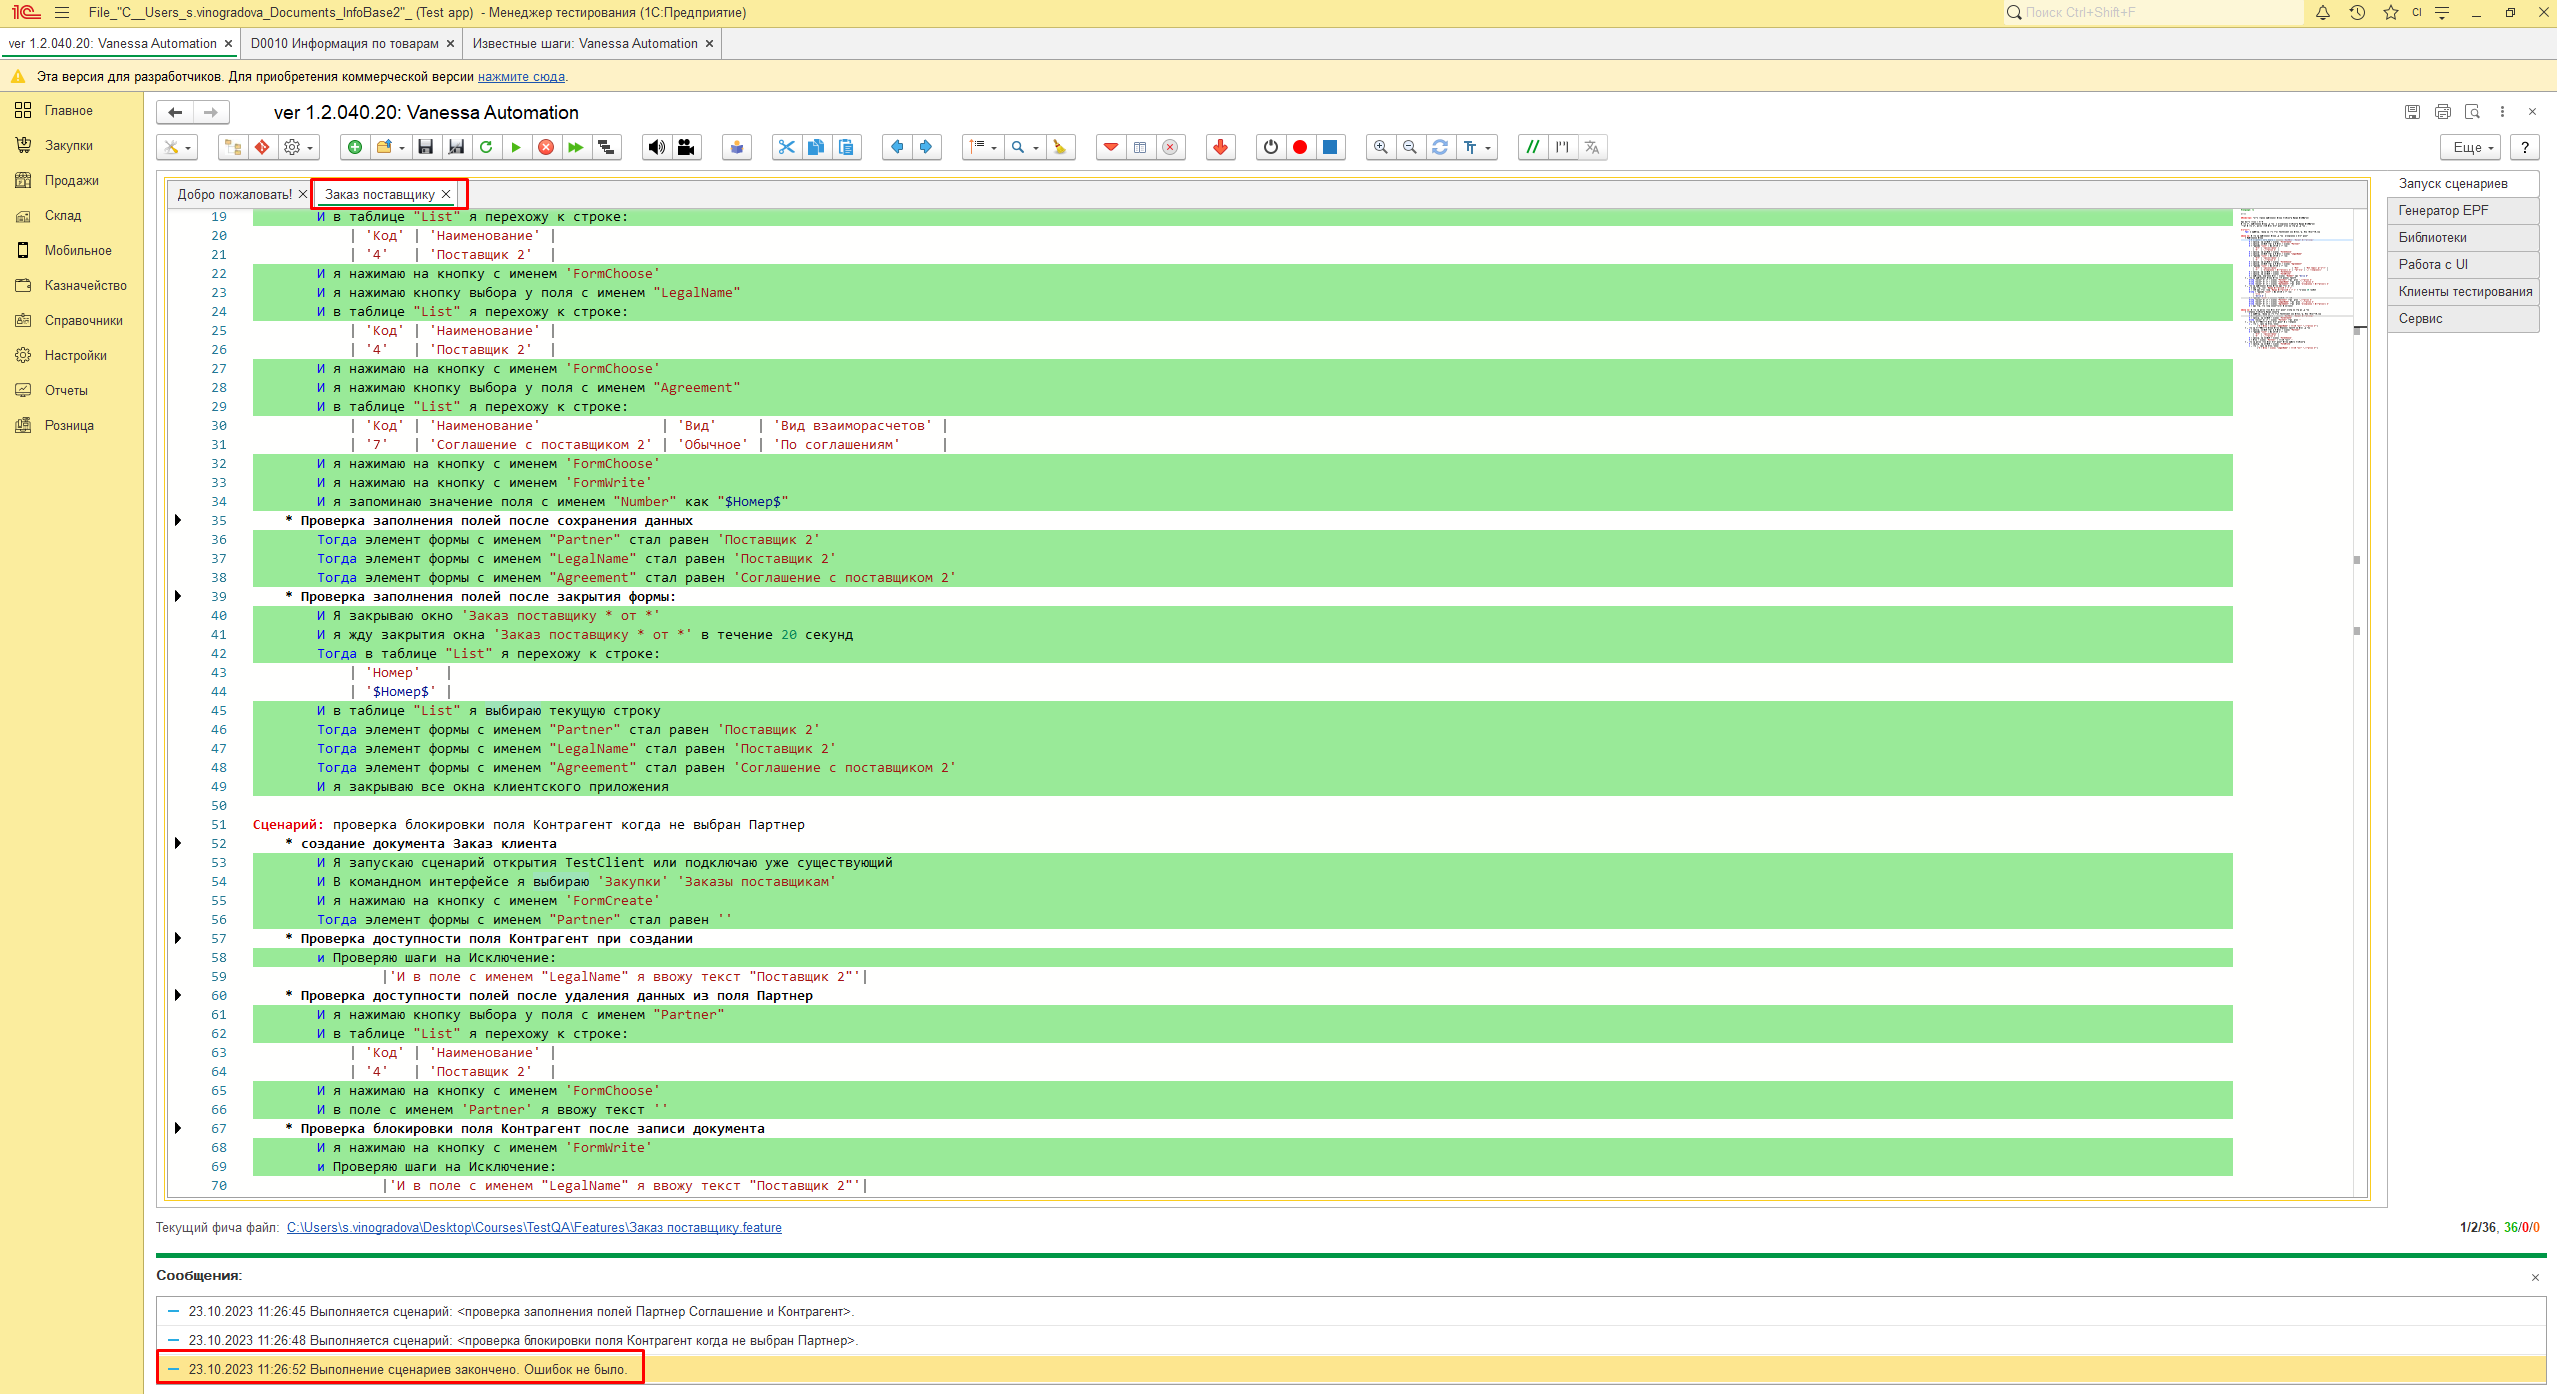 File_"C__Users_s.vinogradova_Documents_InfoBase2"_ (Test app) - Менеджер тестирования (1С:Предприятие)
Поиск Ctrl+Shift+F
CI
ver 1.2.040.20: Vanessa Automation
D0010 Информация по товарам
Известные шаги: Vanessa Automation
Эта версия для разработчиков. Для приобретения коммерческой версии нажмите сюда.
Главное
Закупки
Продажи
Склад
Мобильное
Казначейство
Справочники
Настройки
Отчеты
Розница
ver 1.2.040.20: Vanessa Automation
Еще
?
Добро пожаловать!
Заказ поставщику
19 И в таблице "List" я перехожу к строке:
20 | 'Код' | 'Наименование' |
21 | '4' | 'Поставщик 2' |
22 И я нажимаю на кнопку с именем 'FormChoose'
23 И я нажимаю кнопку выбора у поля с именем "LegalName"
24 И в таблице "List" я перехожу к строке:
25 | 'Код' | 'Наименование' |
26 | '4' | 'Поставщик 2' |
27 И я нажимаю на кнопку с именем 'FormChoose'
28 И я нажимаю кнопку выбора у поля с именем "Agreement"
29 И в таблице "List" я перехожу к строке:
30 | 'Код' | 'Наименование' | 'Вид' | 'Вид взаиморасчетов' |
31 | '7' | 'Соглашение с поставщиком 2' | 'Обычное' | 'По соглашениям' |
32 И я нажимаю на кнопку с именем 'FormChoose'
33 И я нажимаю на кнопку с именем 'FormWrite'
34 И я запоминаю значение поля с именем "Number" как "$Номер$"
35 * Проверка заполнения полей после сохранения данных
36 Тогда элемент формы с именем "Partner" стал равен 'Поставщик 2'
37 Тогда элемент формы с именем "LegalName" стал равен 'Поставщик 2'
38 Тогда элемент формы с именем "Agreement" стал равен 'Соглашение с поставщиком 2'
39 * Проверка заполнения полей после закрытия формы:
40 И Я закрываю окно 'Заказ поставщику * от *'
41 И я жду закрытия окна 'Заказ поставщику * от *' в течение 20 секунд
42 Тогда в таблице "List" я перехожу к строке:
43 | 'Номер' |
44 | '$Номер$' |
45 И в таблице "List" я выбираю текущую строку
46 Тогда элемент формы с именем "Partner" стал равен 'Поставщик 2'
47 Тогда элемент формы с именем "LegalName" стал равен 'Поставщик 2'
48 Тогда элемент формы с именем "Agreement" стал равен 'Соглашение с поставщиком 2'
49 И я закрываю все окна клиентского приложения
50
51 Сценарий: проверка блокировки поля Контрагент когда не выбран Партнер
52 * создание документа Заказ клиента
53 И Я запускаю сценарий открытия TestClient или подключаю уже существующий
54 И В командном интерфейсе я выбираю 'Закупки' 'Заказы поставщикам'
55 И я нажимаю на кнопку с именем 'FormCreate'
56 Тогда элемент формы с именем "Partner" стал равен ''
57 * Проверка доступности поля Контрагент при создании
58 и Проверяю шаги на Исключение:
59 |'И в поле с именем "LegalName" я ввожу текст "Поставщик 2"'|
60 * Проверка доступности полей после удаления данных из поля Партнер
61 И я нажимаю кнопку выбора у поля с именем "Partner"
62 И в таблице "List" я перехожу к строке:
63 | 'Код' | 'Наименование' |
64 | '4' | 'Поставщик 2' |
65 И я нажимаю на кнопку с именем 'FormChoose'
66 И в поле с именем 'Partner' я ввожу текст ''
67 * Проверка блокировки поля Контрагент после записи документа
68 И я нажимаю на кнопку с именем 'FormWrite'
69 и Проверяю шаги на Исключение:
70 |'И в поле с именем "LegalName" я ввожу текст "Поставщик 2"'|
Запуск сценариев
Генератор EPF
Библиотеки
Работа с UI
Клиенты тестирования
Сервис
Текущий фича файл: C:\Users\s.vinogradova\Desktop\Courses\TestQA\Features\Заказ поставщику.feature
1/2/36, 36/0/0
Сообщения:
23.10.2023 11:26:45 Выполняется сценарий: <проверка заполнения полей Партнер Соглашение и Контрагент>.
23.10.2023 11:26:48 Выполняется сценарий: <проверка блокировки поля Контрагент когда не выбран Партнер>.
23.10.2023 11:26:52 Выполнение сценариев закончено. Ошибок не было.